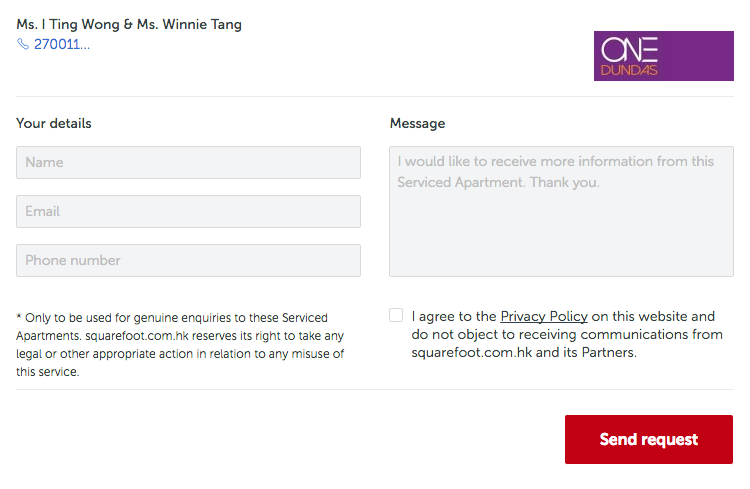 Ms. I Ting Wong & Ms. Winnie Tang
270011...
ONE
DUNDAS
Your details
Name
Email
Phone number
Message
I would like to receive more information from this
Serviced Apartment. Thank you.
* Only to be used for genuine enquiries to these Serviced
Apartments. squarefoot.com.hk reserves its right to take any
legal or other appropriate action in relation to any misuse of
this service.
I agree to the Privacy Policy on this website and
do not object to receiving communications from
squarefoot.com.hk and its Partners.
Send request